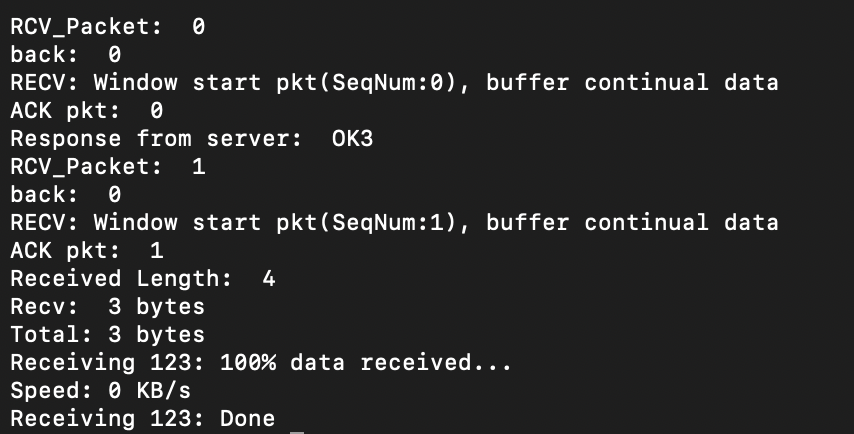 RCV_Packet:  0
back:  0
RECV: Window start pkt(SeqNum:0), buffer continual data
ACK pkt:  0
Response from server:  OK3
RCV_Packet:  1
back:  0
RECV: Window start pkt(SeqNum:1), buffer continual data
ACK pkt:  1
Received Length:  4
Recv:  3 bytes
Total: 3 bytes
Receiving 123: 100% data received...
Speed: 0 KB/s
Receiving 123: Done